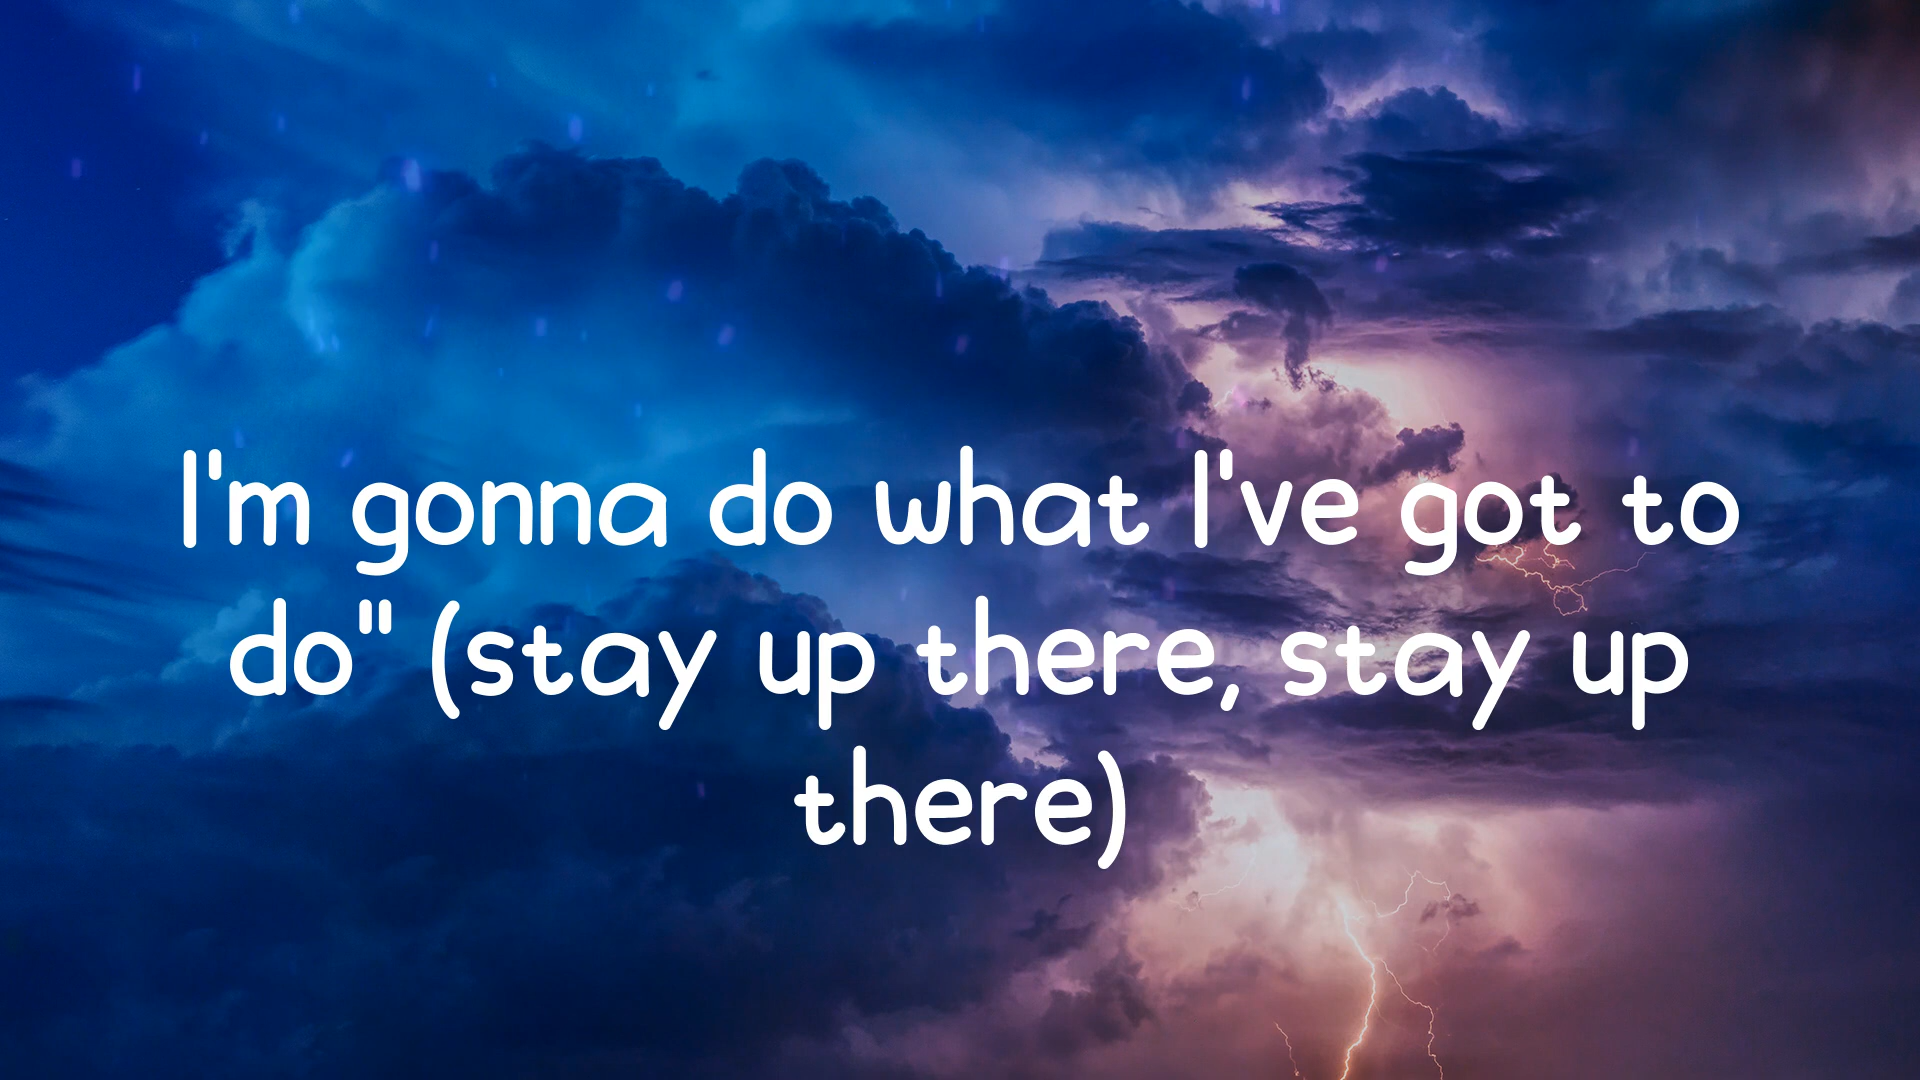 I'm gonna do what I've got to
do" (stay up there, stay up
there)